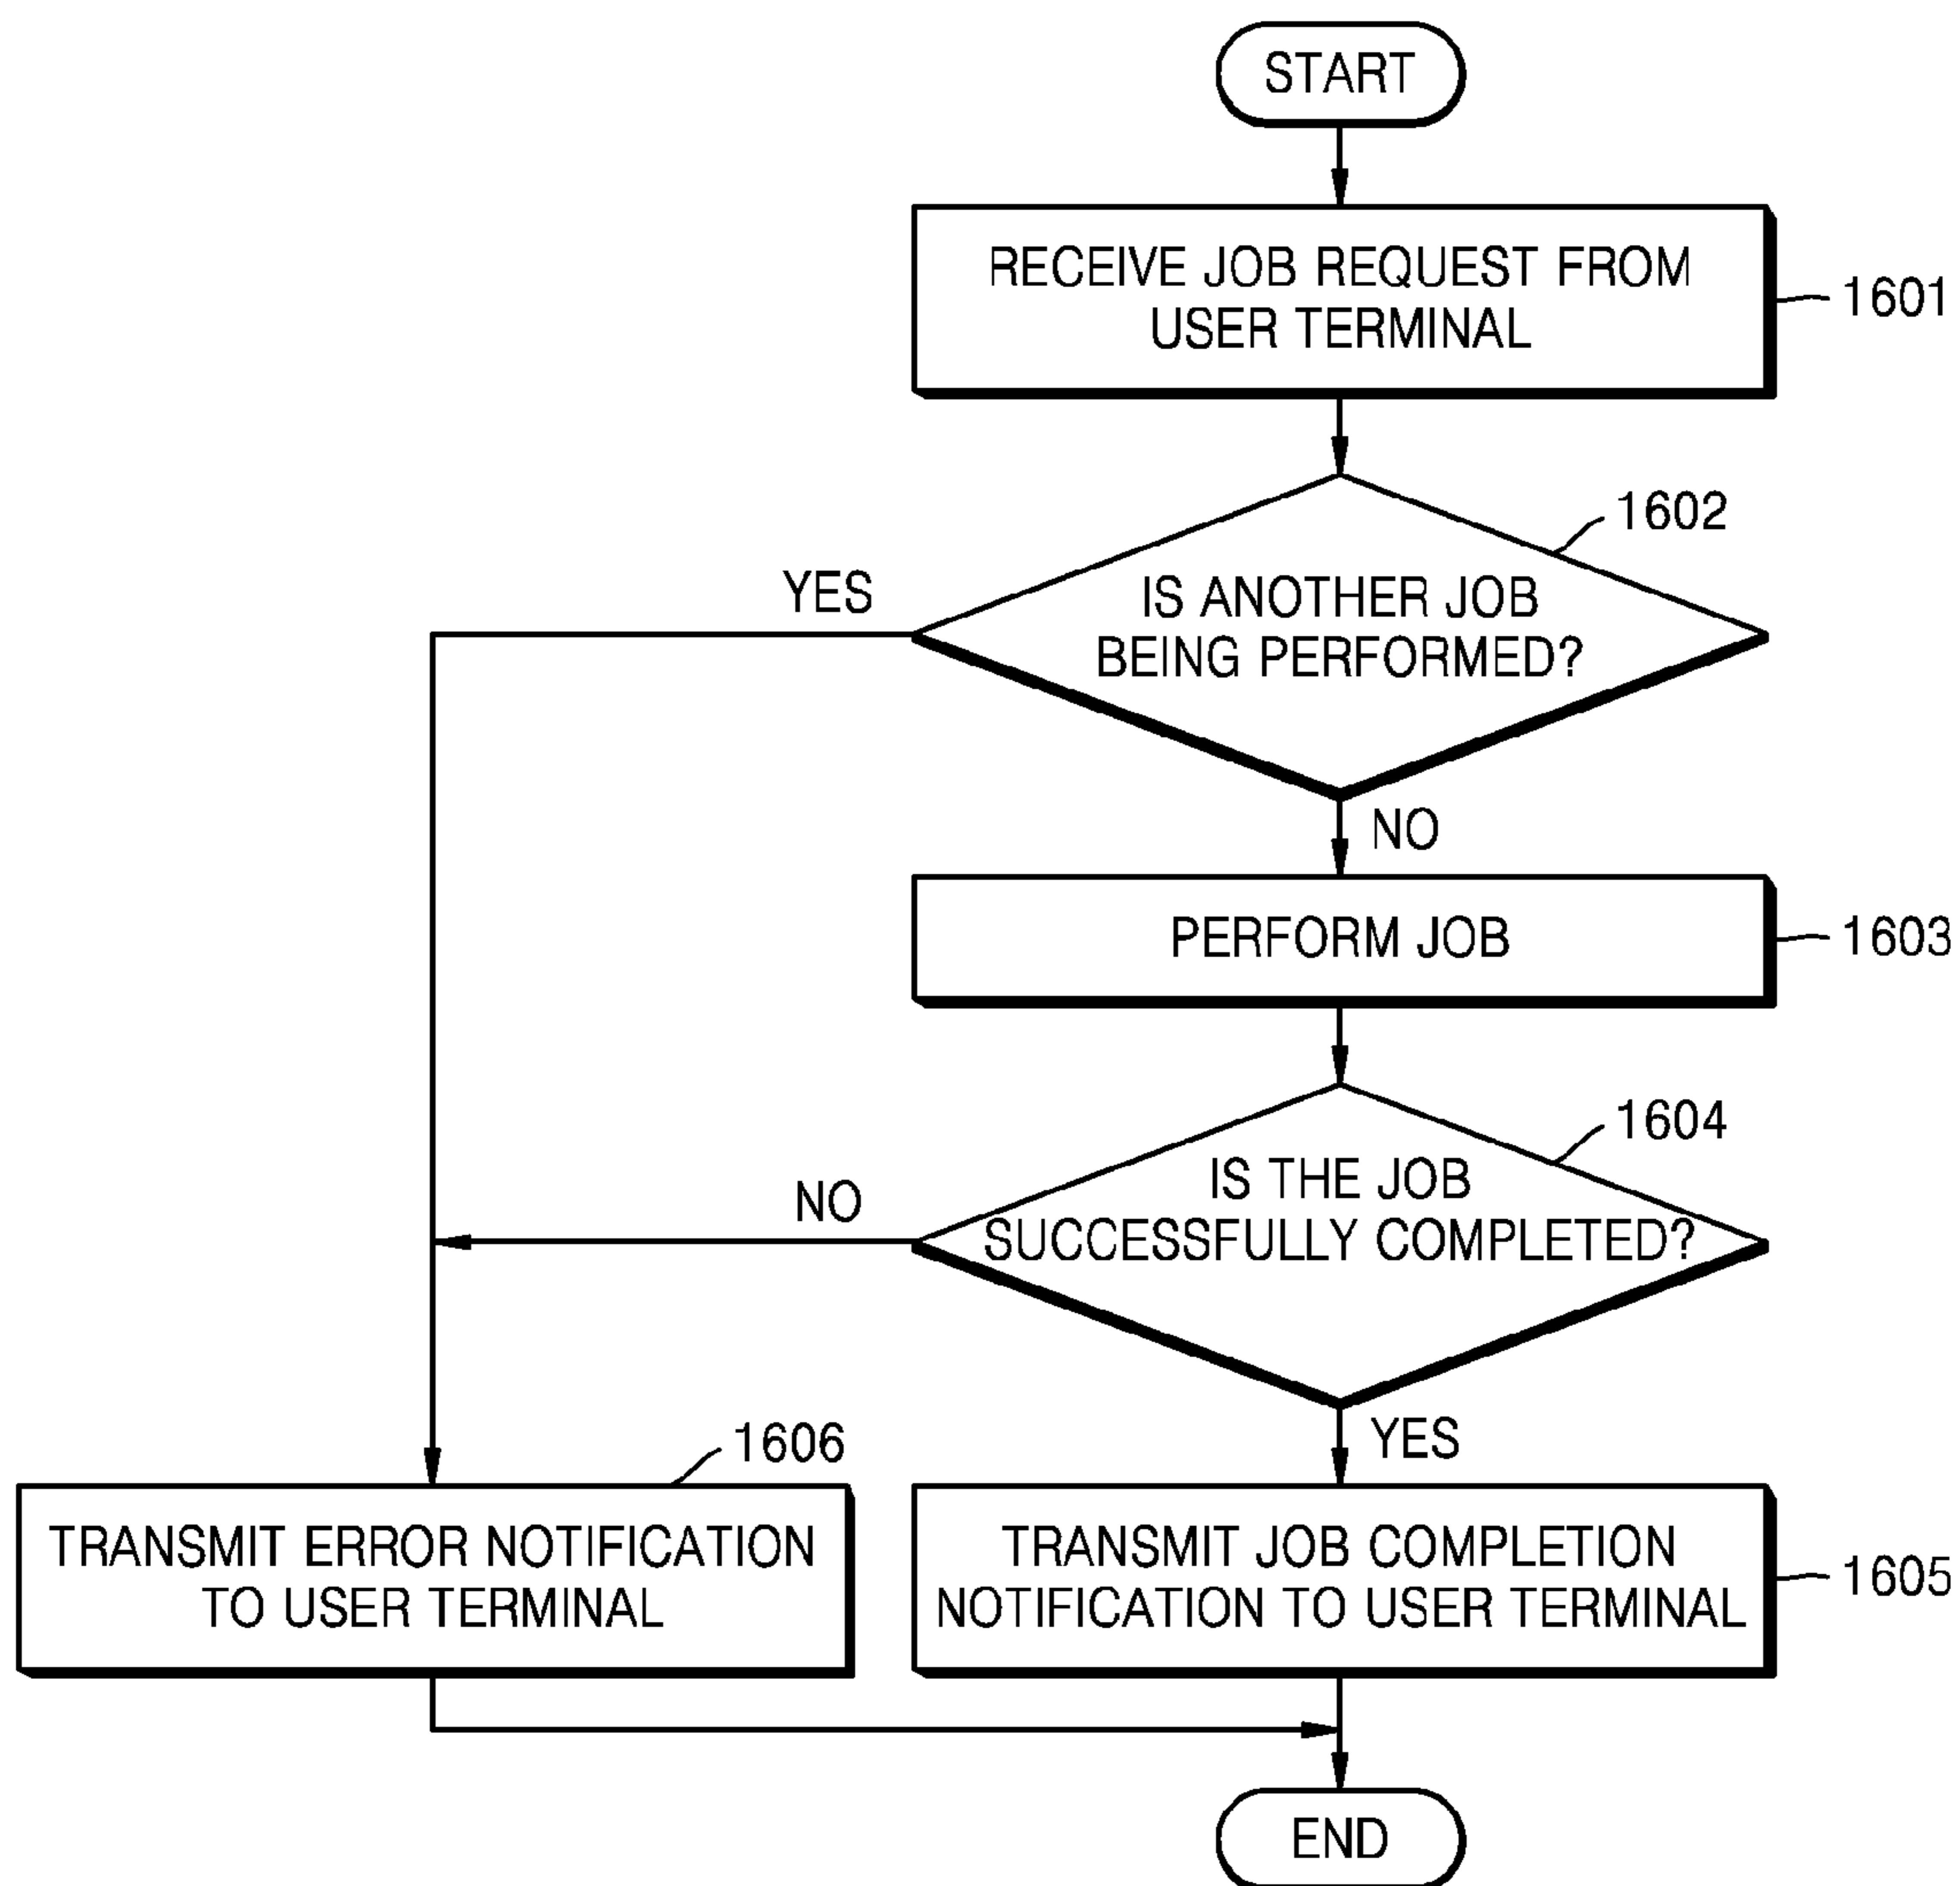 START
RECEIVE JOB REQUEST FROM
USER TERMINAL
1601
1602
YES
IS ANOTHER JOB
BEING PERFORMED?
NO
PERFORM JOB
1603
1604
IS THE JOB
SUCCESSFULLY COMPLETED?
NO
YES
1606
TRANSMIT ERROR NOTIFICATION
TO USER TERMINAL
TRANSMIT JOB COMPLETION
NOTIFICATION TO USER TERMINAL
1605
END